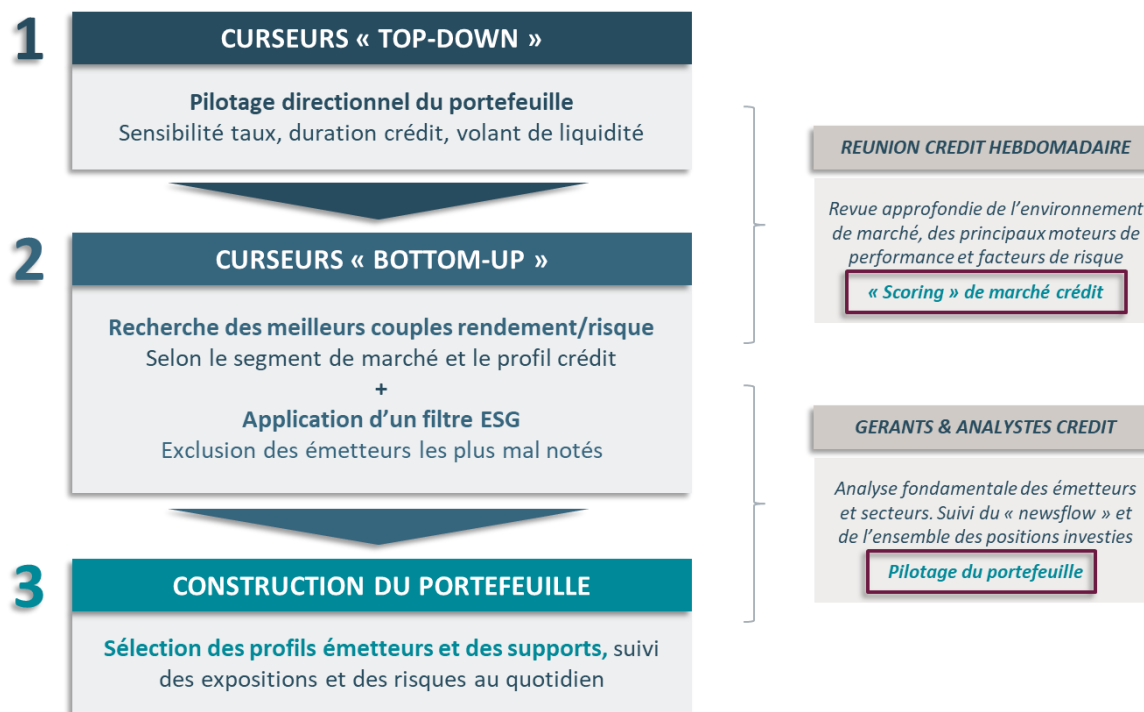 1
CURSEURS « TOP-DOWN »
Pilotage directionnel du portefeuille
Sensibilité taux, duration crédit, volant de liquidité
2
CURSEURS « BOTTOM-UP »
Recherche des meilleurs couples rendement/risque
Selon le segment de marché et le profil crédit
+
Application d’un filtre ESG
Exclusion des émetteurs les plus mal notés
3
CONSTRUCTION DU PORTEFEUILLE
Sélection des profils émetteurs et des supports, suivi
des expositions et des risques au quotidien
REUNION CREDIT HEBDOMADAIRE
Revue approfondie de l’environnement
de marché, des principaux moteurs de
performance et facteurs de risque
« Scoring » de marché crédit
GERANTS & ANALYSTES CREDIT
Analyse fondamentale des émetteurs
et secteurs. Suivi du « newsflow » et
de l’ensemble des positions investies
Pilotage du portefeuille